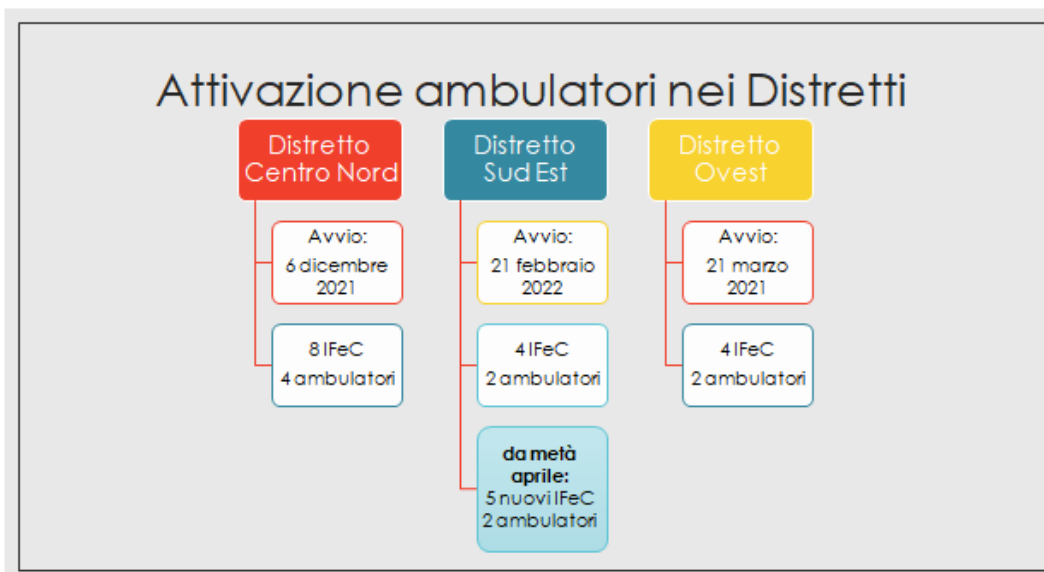 Attivazione ambulatori nei Distretti
Distretto
Centro Nord
Avvio:
6 dicembre
2021
8 IFeC
4 ambulatori
Distretto
Sud Est
Avvio:
21 febbraio
2022
4 IFeC
2 ambulatori
da metà
aprile:
5 nuovi IFeC
2 ambulatori
Distretto
Ovest
Avvio:
21 marzo
2021
4 IFeC
2 ambulatori